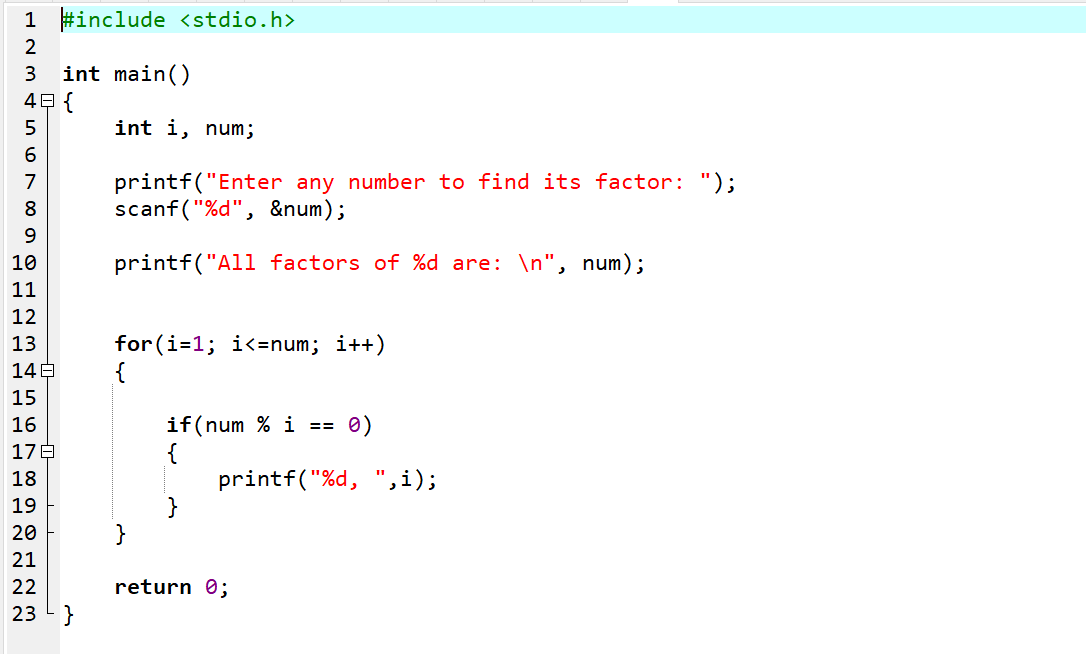 1 #include <stdio.h>
2
3 int main()
4 {
5 int i, num;
6
7 printf("Enter any number to find its factor: ");
8 scanf("%d", &num);
9
10 printf("All factors of %d are: \n", num);
11
12
13 for(i=1; i<=num; i++)
14 {
15
16 if(num % i == 0)
17 {
18 printf("%d, ",i);
19 }
20 }
21
22 return 0;
23 }